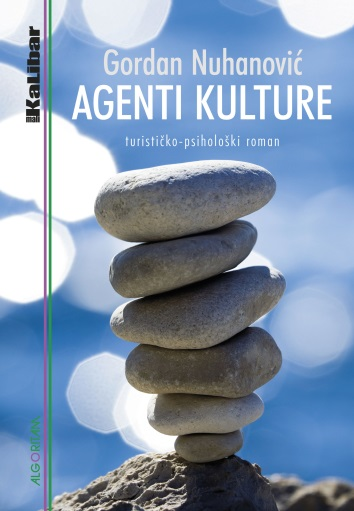 KaLibar
Gordan Nuhanović
AGENTI KULTURE
turističko-psihološki roman
ALGORITAM